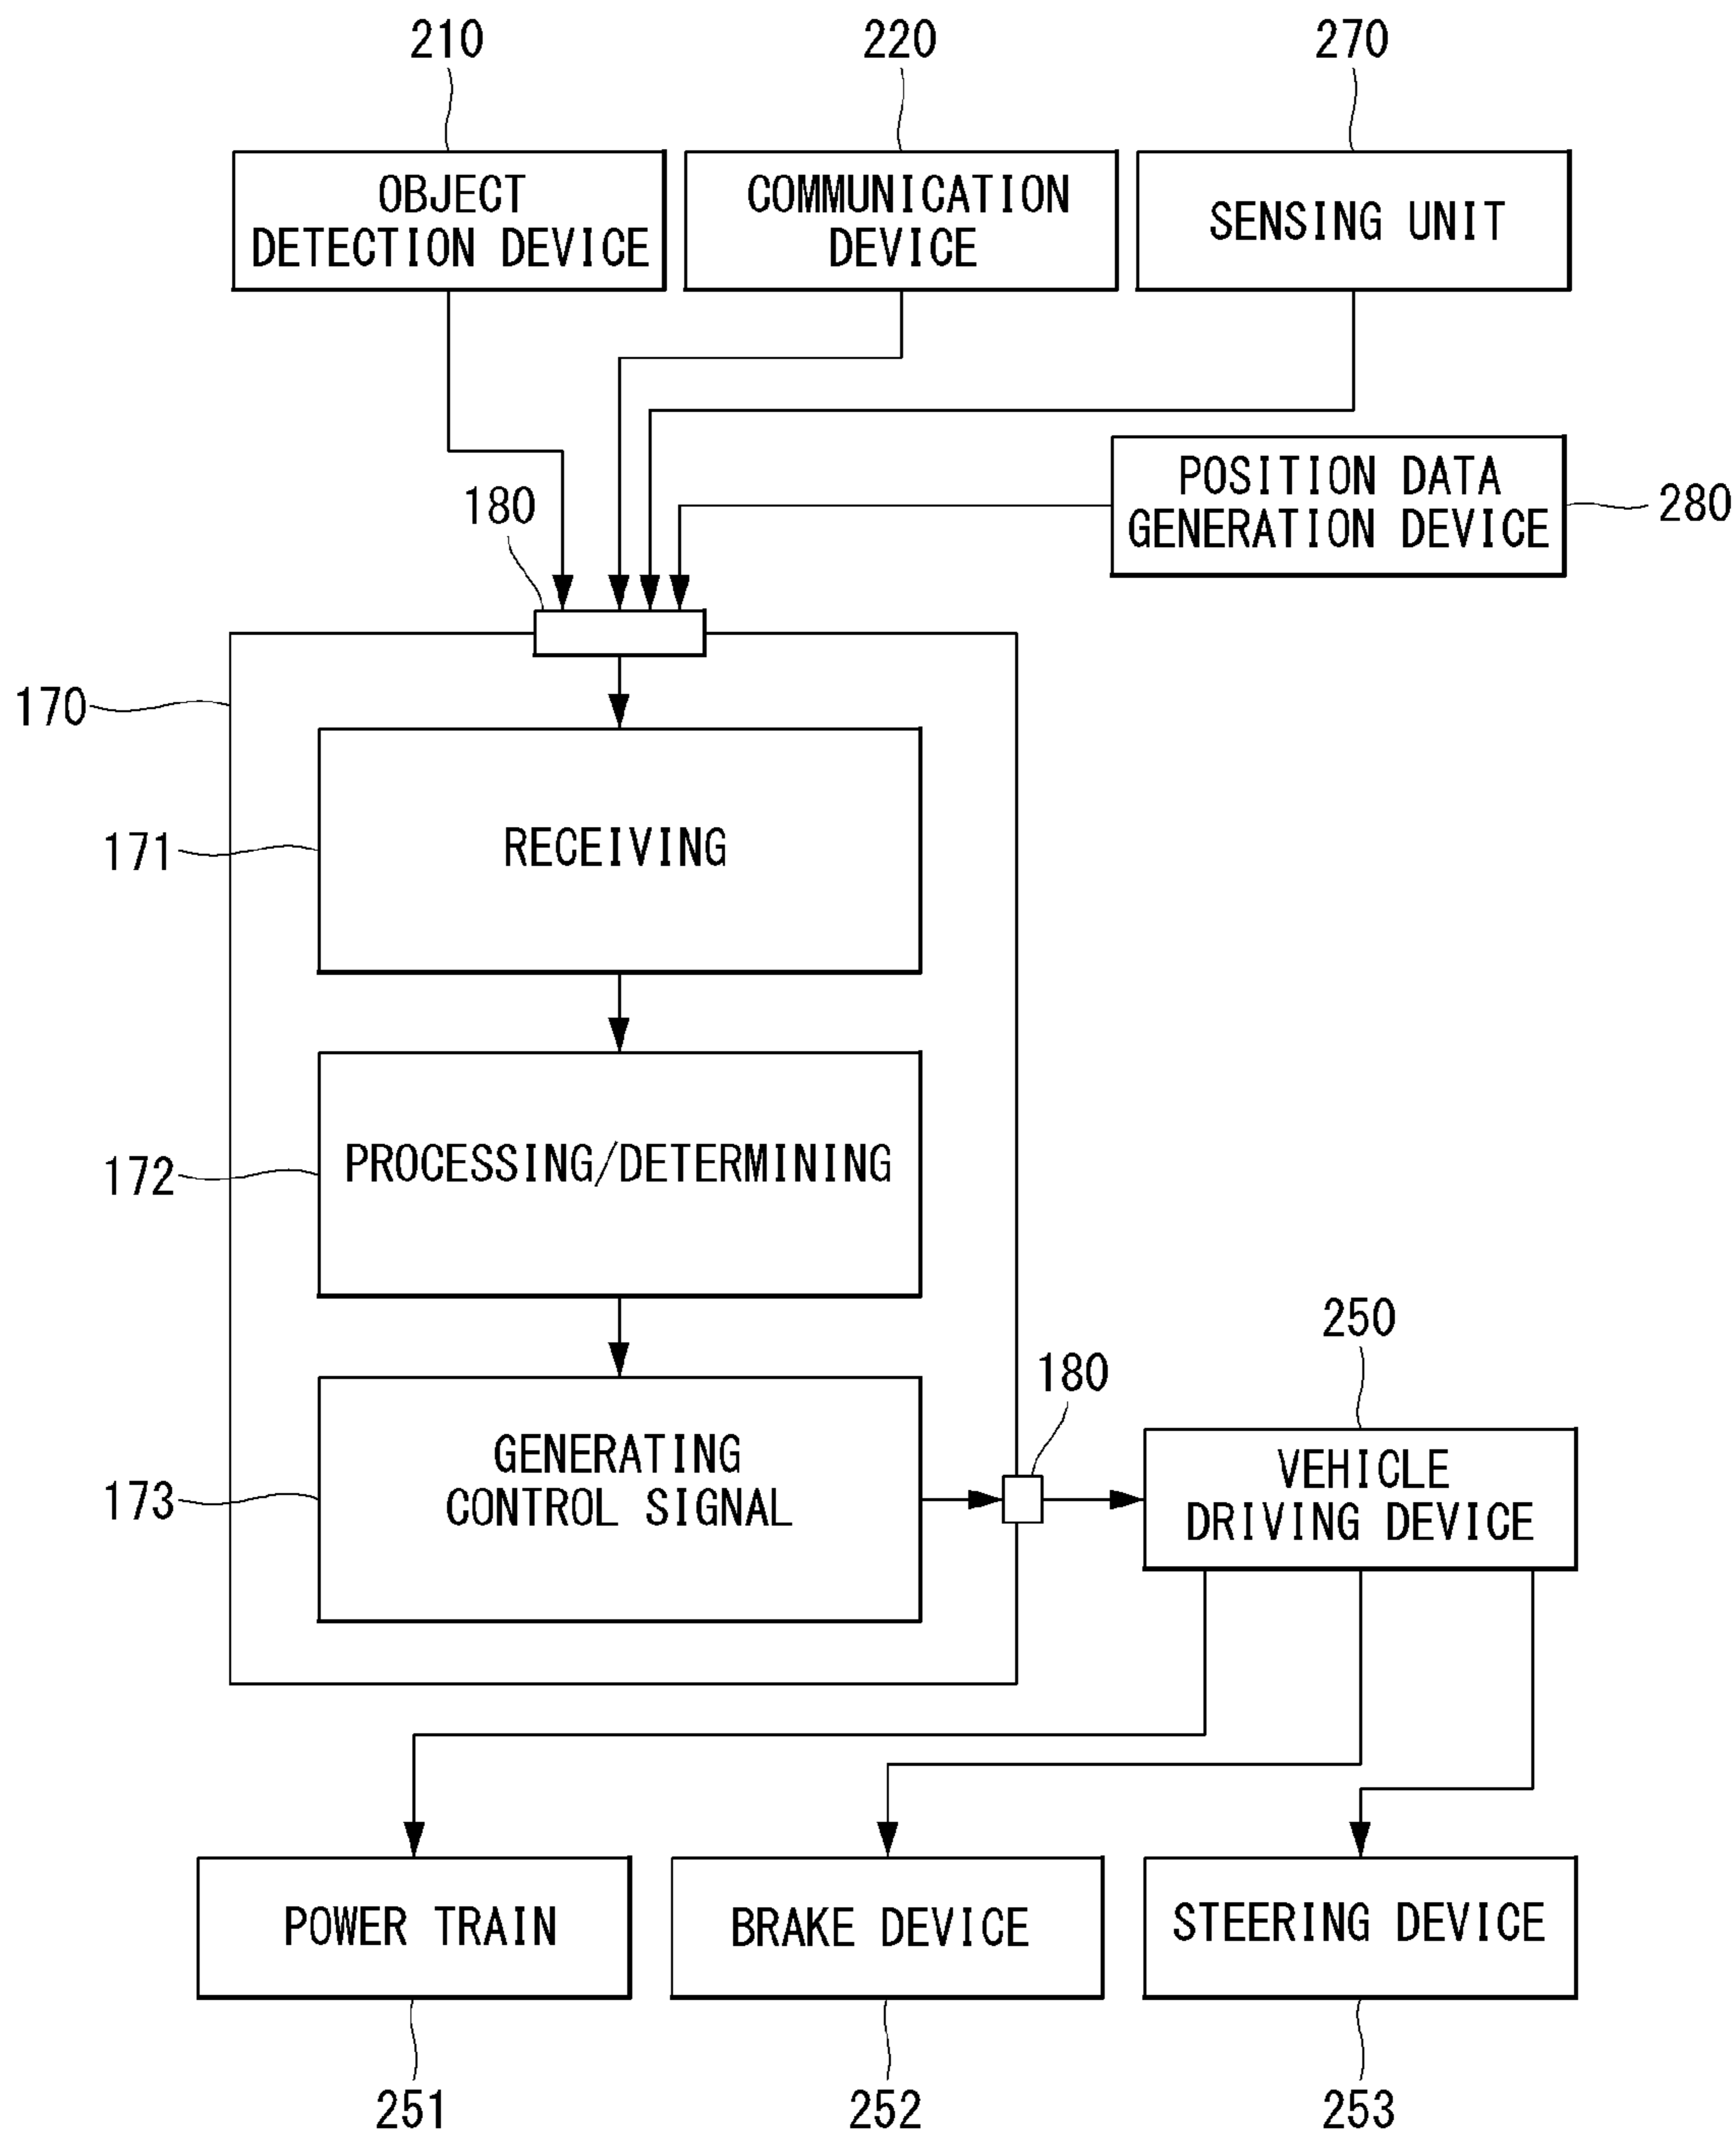 210
220
270
OBJECT
DETECTION DEVICE
COMMUNICATION
DEVICE
SENSING UNIT
POSITION DATA
GENERATION DEVICE
280
180
170
RECEIVING
171
PROCESSING/DETERMINING
172
GENERATING
CONTROL SIGNAL
173
180
250
VEHICLE
DRIVING DEVICE
POWER TRAIN
BRAKE DEVICE
STEERING DEVICE
251
252
253